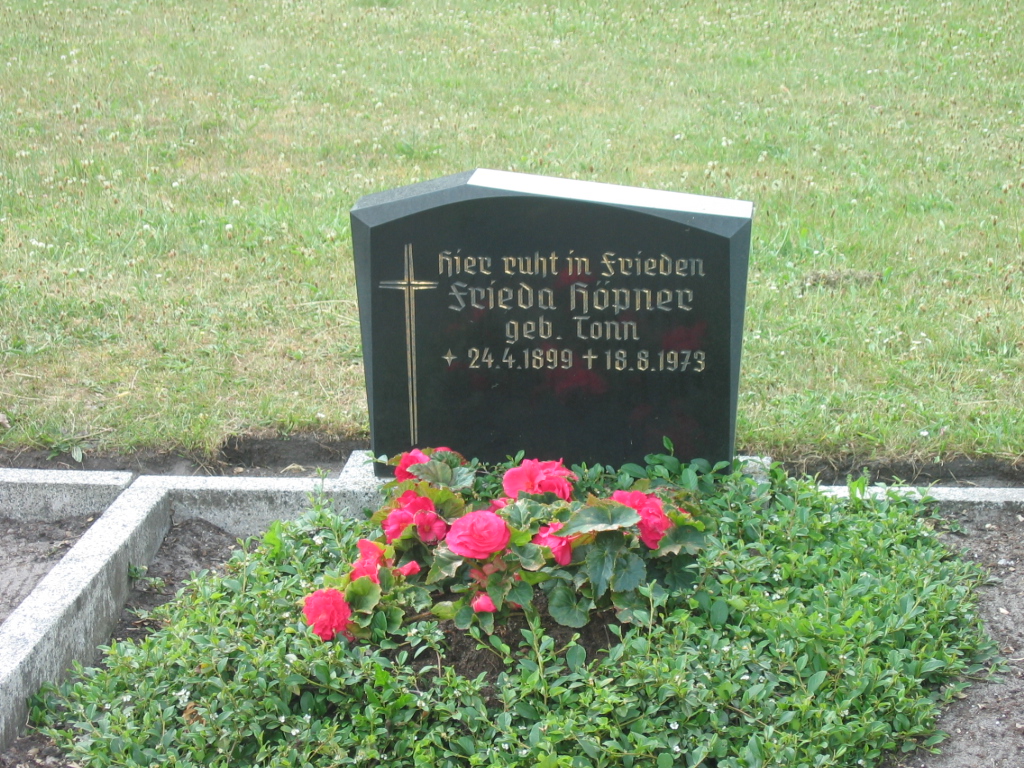 Hier ruht in Frieden
Frieda Höpner
geb. Tonn
✦ 24.4.1899 ✝ 18.8.1973